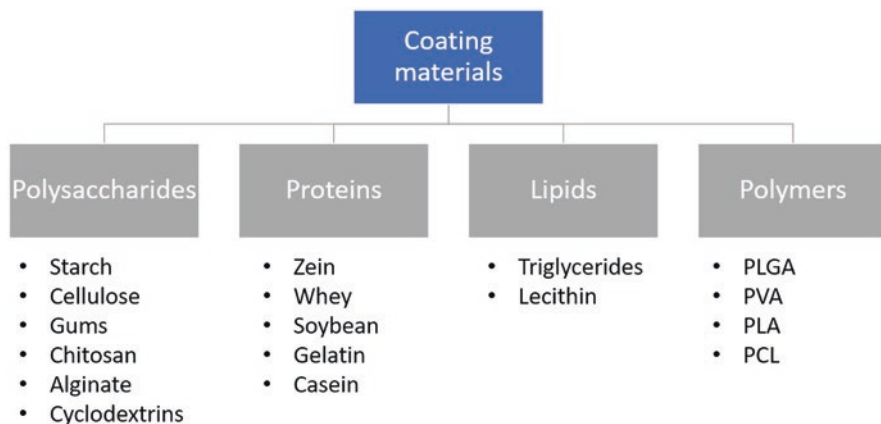 Coating
materials
Polysaccharides
• Starch
• Cellulose
• Gums
• Chitosan
• Alginate
• Cyclodextrins
Proteins
• Zein
• Whey
• Soybean
• Gelatin
• Casein
Lipids
• Triglycerides
• Lecithin
Polymers
• PLGA
• PVA
• PLA
• PCL